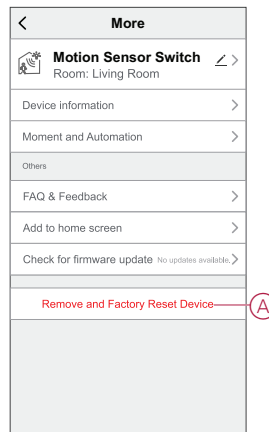 More
Motion Sensor Switch
Room: Living Room
Device information
Moment and Automation
Others
FAQ & Feedback
Add to home screen
Check for firmware update No updates available.
Remove and Factory Reset Device
A